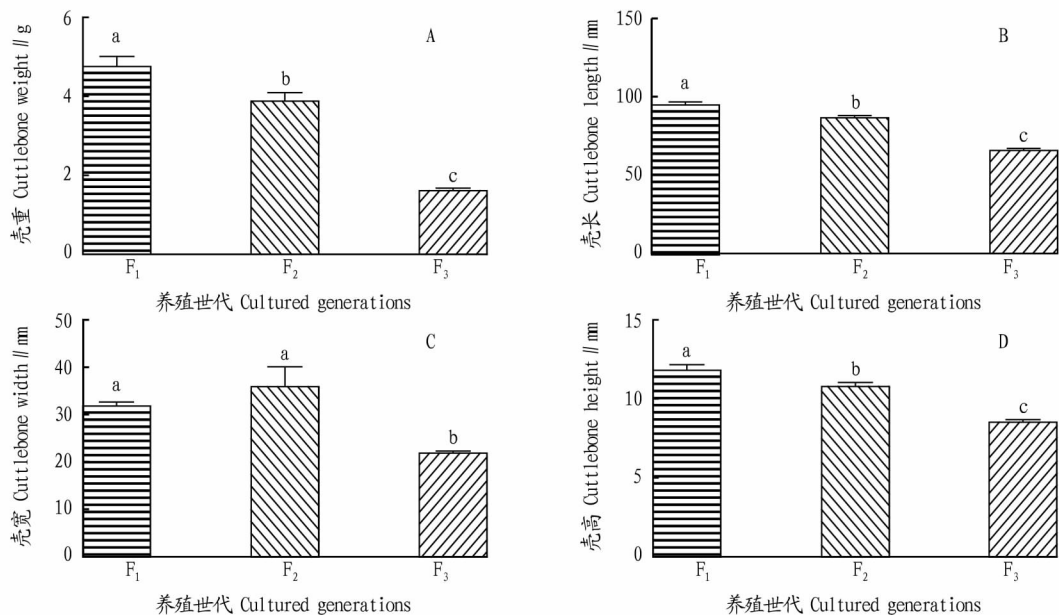 壳重 Cuttlebone weight∥g
6
4
2
0
A
a
b
c
F₁ F₂ F₃
养殖世代 Cultured generations
壳长 Cuttlebone length∥mm
150
100
50
0
B
a
b
c
F₁ F₂ F₃
养殖世代 Cultured generations
壳宽 Cuttlebone width∥mm
50
40
30
20
10
0
C
a
a
b
F₁ F₂ F₃
养殖世代 Cultured generations
壳高 Cuttlebone height∥mm
15
10
5
0
D
a
b
c
F₁ F₂ F₃
养殖世代 Cultured generations